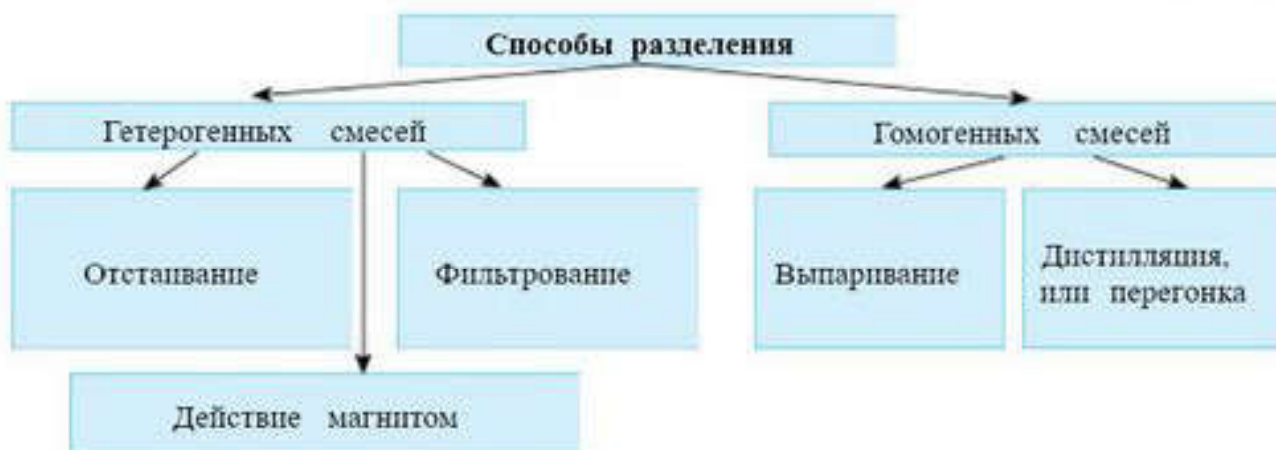 Способы разделения
Гетерогенных смесей
Гомогенных смесей
Отстаивание
Фильтрование
Выпаривание
Дистилляция,
или перегонка
Действие магнитом